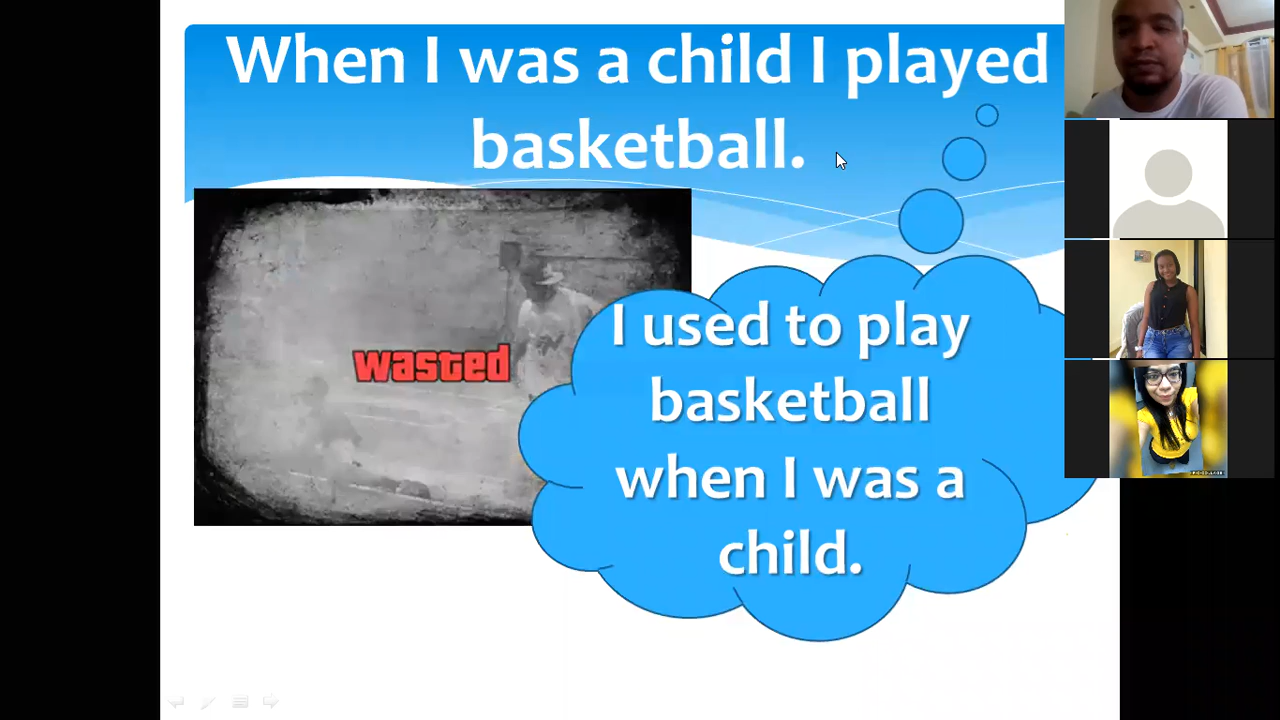 When I was a child I played
basketball.
wasted
I used to play
basketball
when I was a
child.